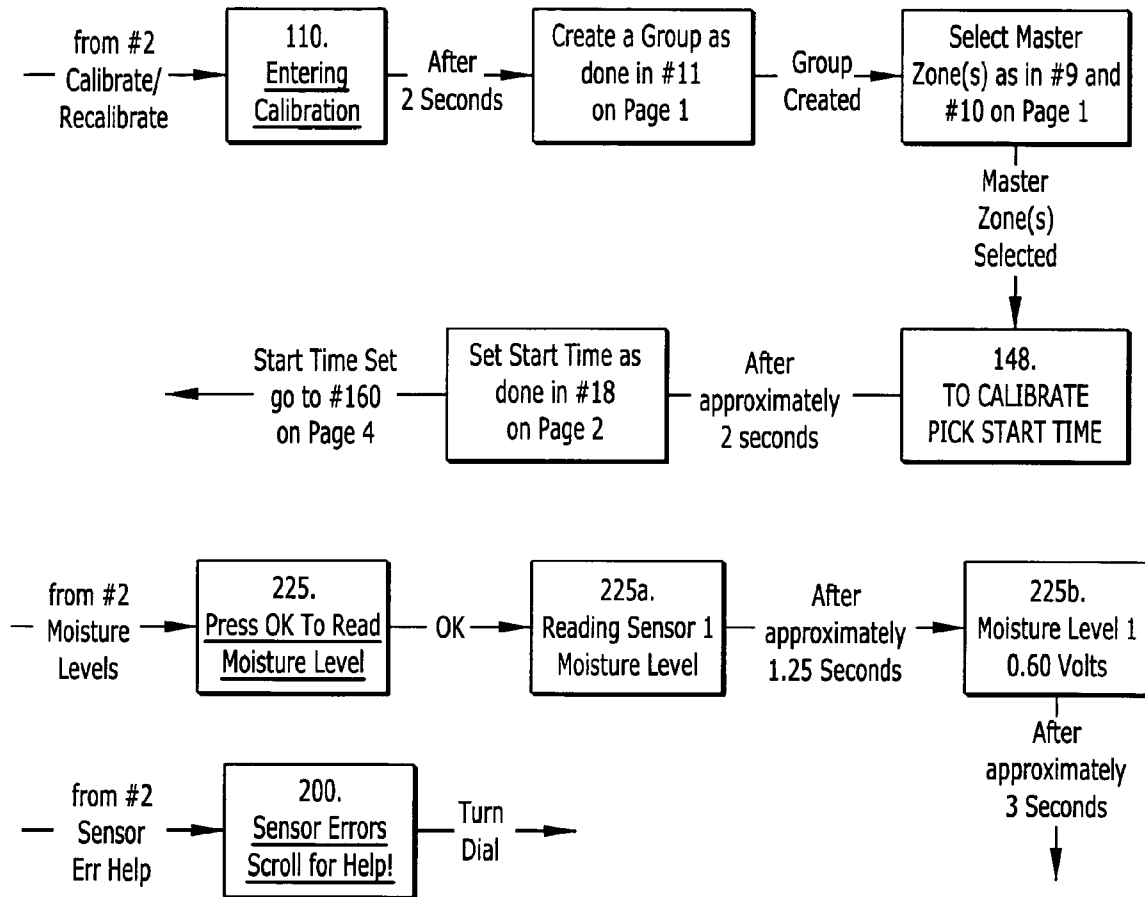 from #2
Calibrate/
Recalibrate
110.
Entering
Calibration
After
2 Seconds
Create a Group as
done in #11
on Page 1
Group
Created
Select Master
Zone(s) as in #9 and
#10 on Page 1
Master
Zone(s)
Selected
148.
TO CALIBRATE
PICK START TIME
After
approximately
2 seconds
Set Start Time as
done in #18
on Page 2
Start Time Set
go to #160
on Page 4
from #2
Moisture
Levels
225.
Press OK To Read
Moisture Level
OK
225a.
Reading Sensor 1
Moisture Level
After
approximately
1.25 Seconds
225b.
Moisture Level 1
0.60 Volts
After
approximately
3 Seconds
from #2
Sensor
Err Help
200.
Sensor Errors
Scroll for Help!
Turn
Dial